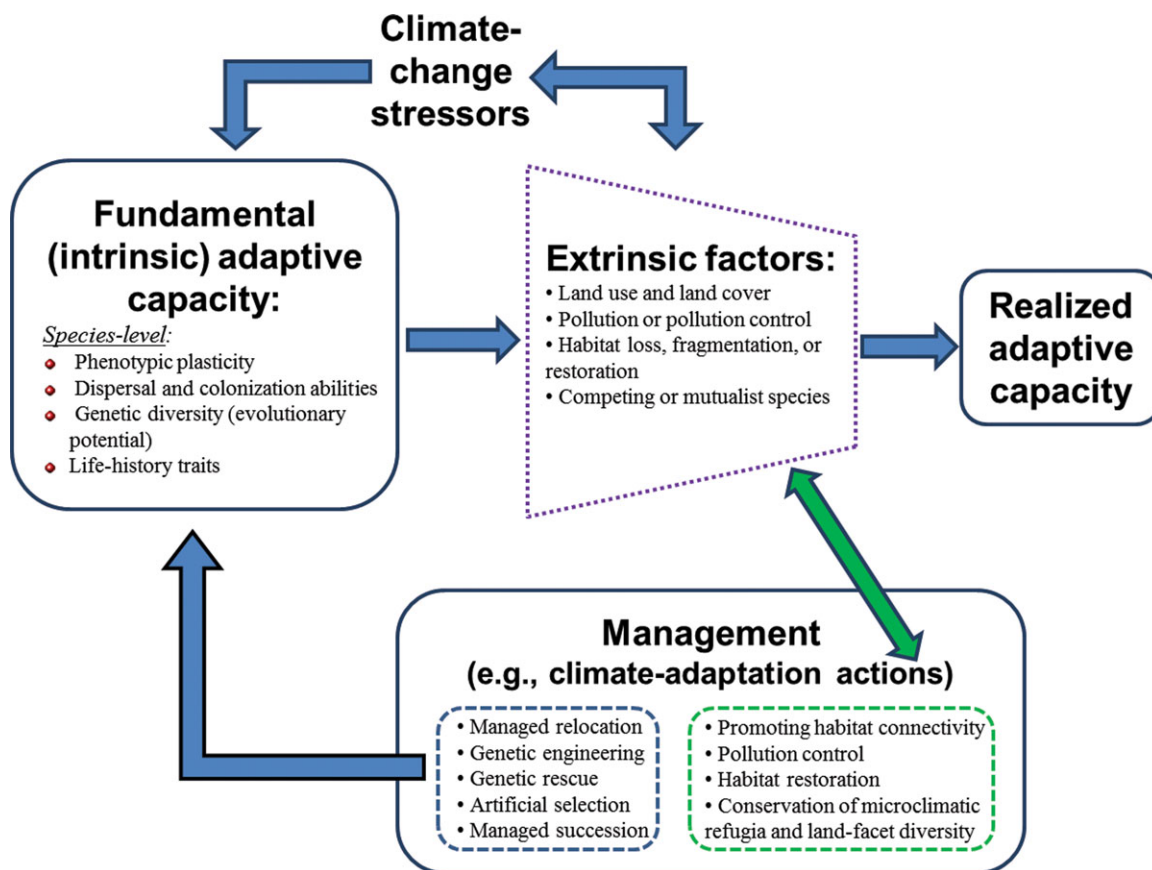 Climate-
change
stressors
Fundamental
(intrinsic) adaptive
capacity:
Species-level:
Phenotypic plasticity
Dispersal and colonization abilities
Genetic diversity (evolutionary
potential)
Life-history traits
Extrinsic factors:
• Land use and land cover
• Pollution or pollution control
• Habitat loss, fragmentation, or
restoration
• Competing or mutualist species
Realized
adaptive
capacity
Management
(e.g., climate-adaptation actions)
• Managed relocation
• Genetic engineering
• Genetic rescue
• Artificial selection
• Managed succession
• Promoting habitat connectivity
• Pollution control
• Habitat restoration
• Conservation of microclimatic
refugia and land-facet diversity